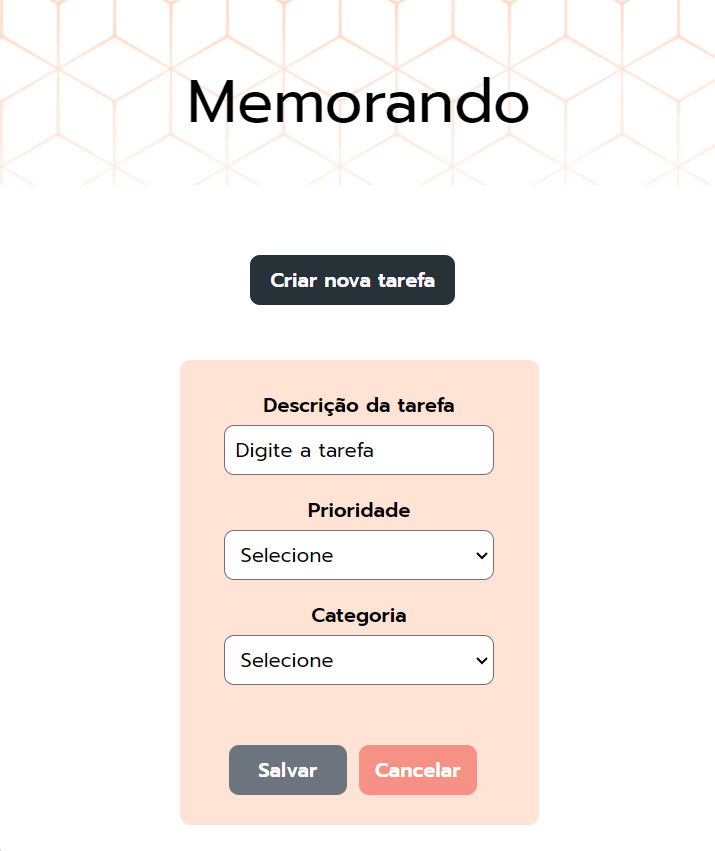 Memorando
Criar nova tarefa
Descrição da tarefa
Digite a tarefa
Prioridade
Selecione
Categoria
Selecione
Salvar Cancelar